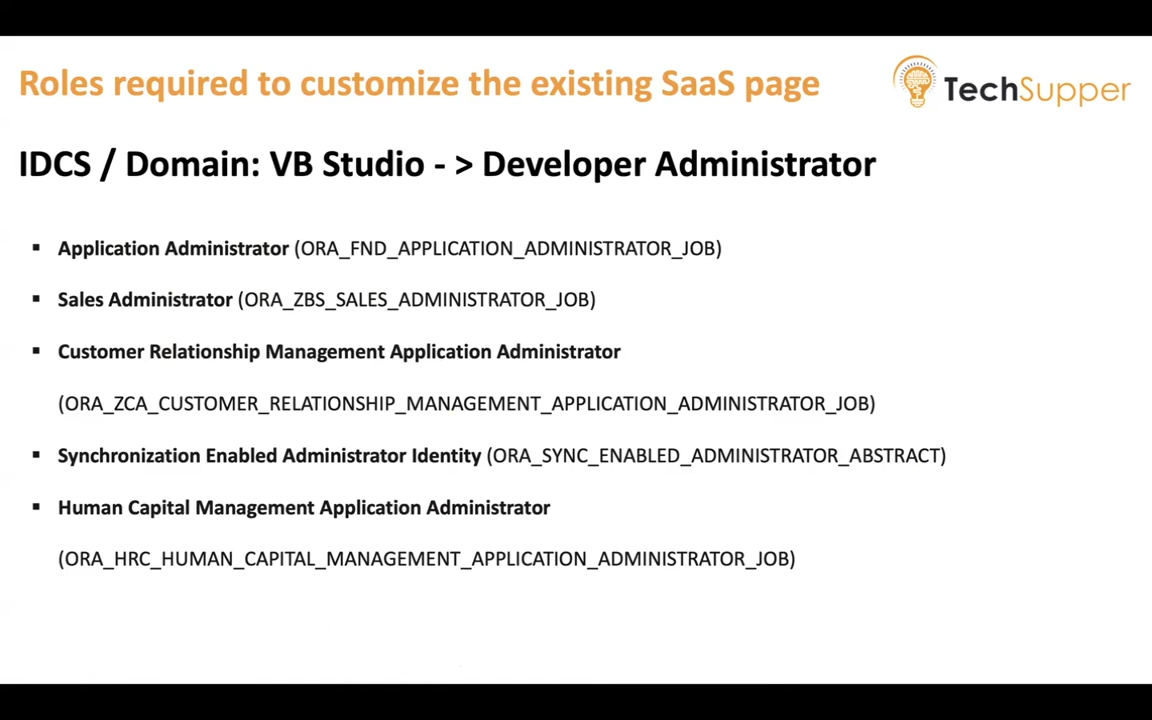 Roles required to customize the existing SaaS page
TechSupper
IDCS / Domain: VB Studio - > Developer Administrator
▪ Application Administrator (ORA_FND_APPLICATION_ADMINISTRATOR_JOB)
▪ Sales Administrator (ORA_ZBS_SALES_ADMINISTRATOR_JOB)
▪ Customer Relationship Management Application Administrator
(ORA_ZCA_CUSTOMER_RELATIONSHIP_MANAGEMENT_APPLICATION_ADMINISTRATOR_JOB)
▪ Synchronization Enabled Administrator Identity (ORA_SYNC_ENABLED_ADMINISTRATOR_ABSTRACT)
▪ Human Capital Management Application Administrator
(ORA_HRC_HUMAN_CAPITAL_MANAGEMENT_APPLICATION_ADMINISTRATOR_JOB)